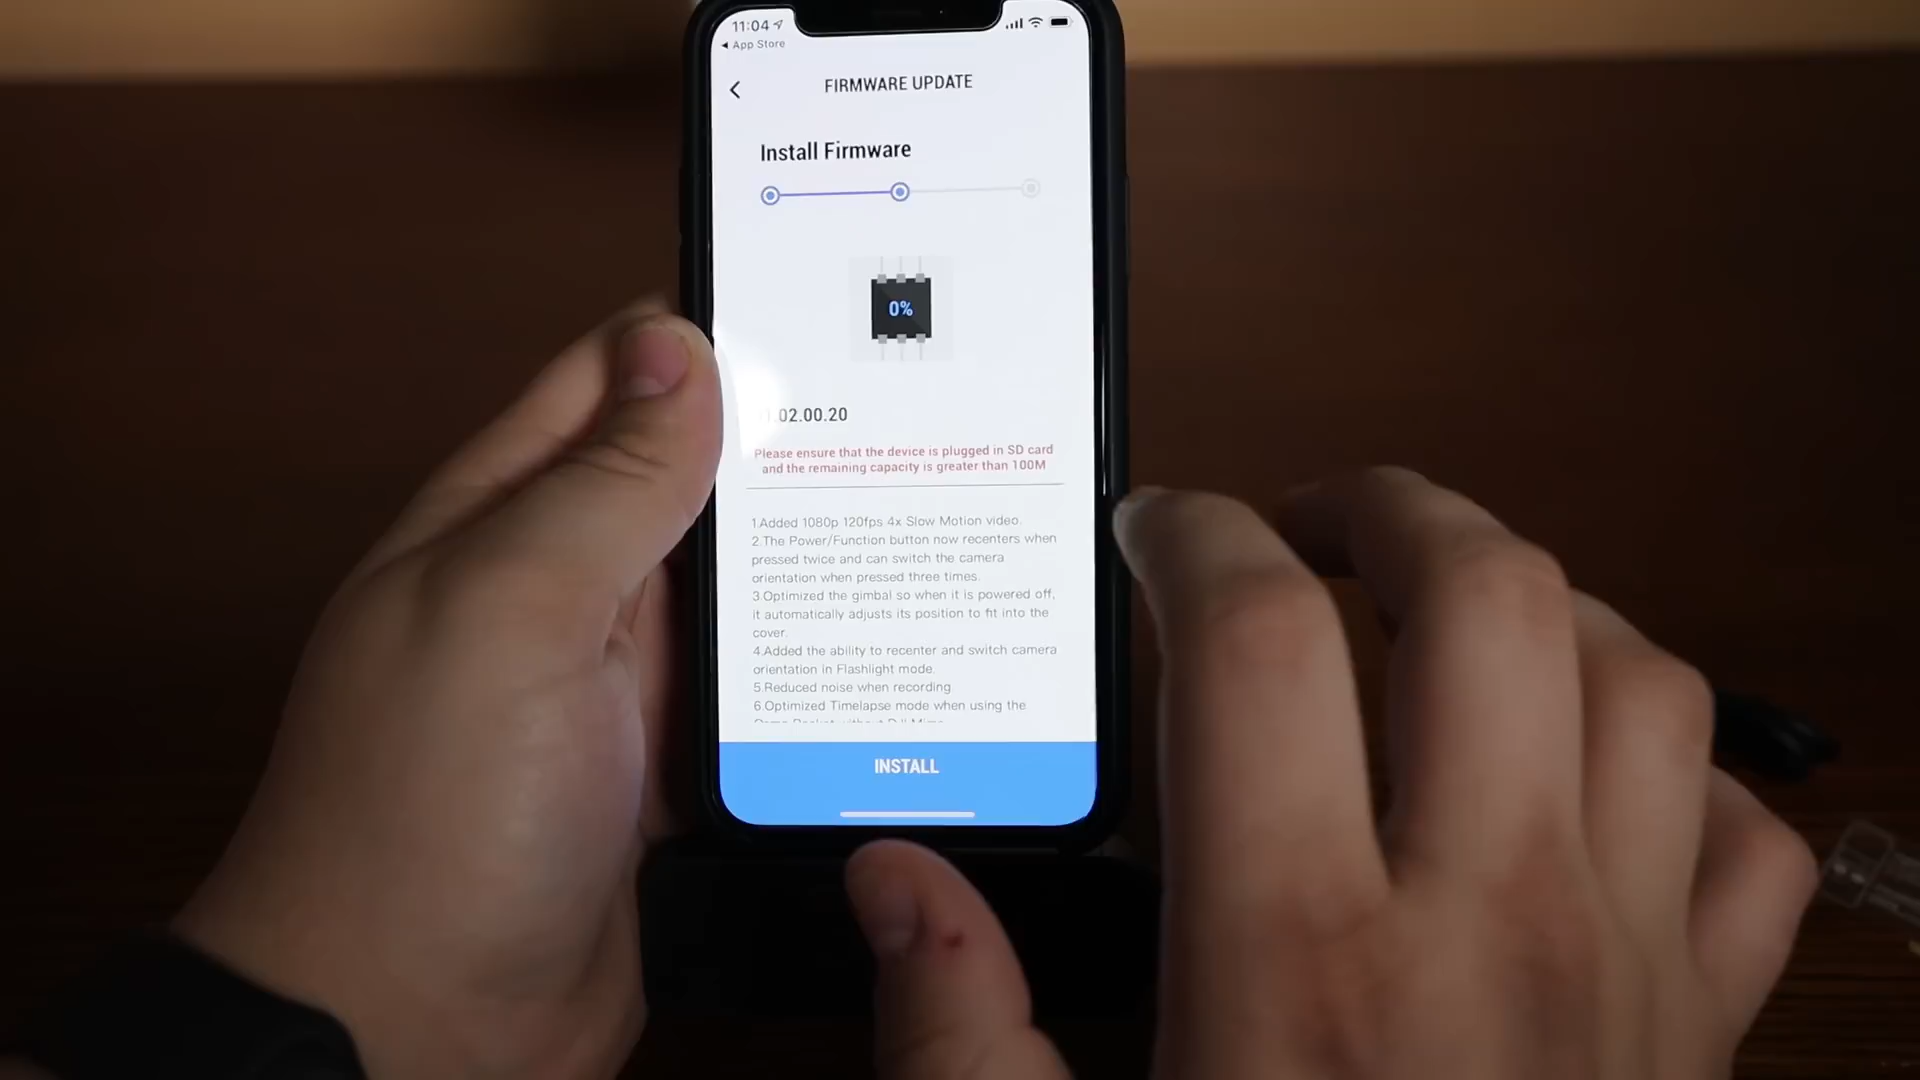 11:04
◄ App Store
FIRMWARE UPDATE
Install Firmware
0%
.02.00.20
Please ensure that the device is plugged in SD card
and the remaining capacity is greater than 100M
1.Added 1080p 120fps 4x Slow Motion video.
2.The Power/Function button now recenters when
pressed twice and can switch the camera
orientation when pressed three times.
3.Optimized the gimbal so when it is powered off,
it automatically adjusts its position to fit into the
cover.
4.Added the ability to recenter and switch camera
orientation in Flashlight mode.
5.Reduced noise when recording
6.Optimized Timelapse mode when using the
INSTALL